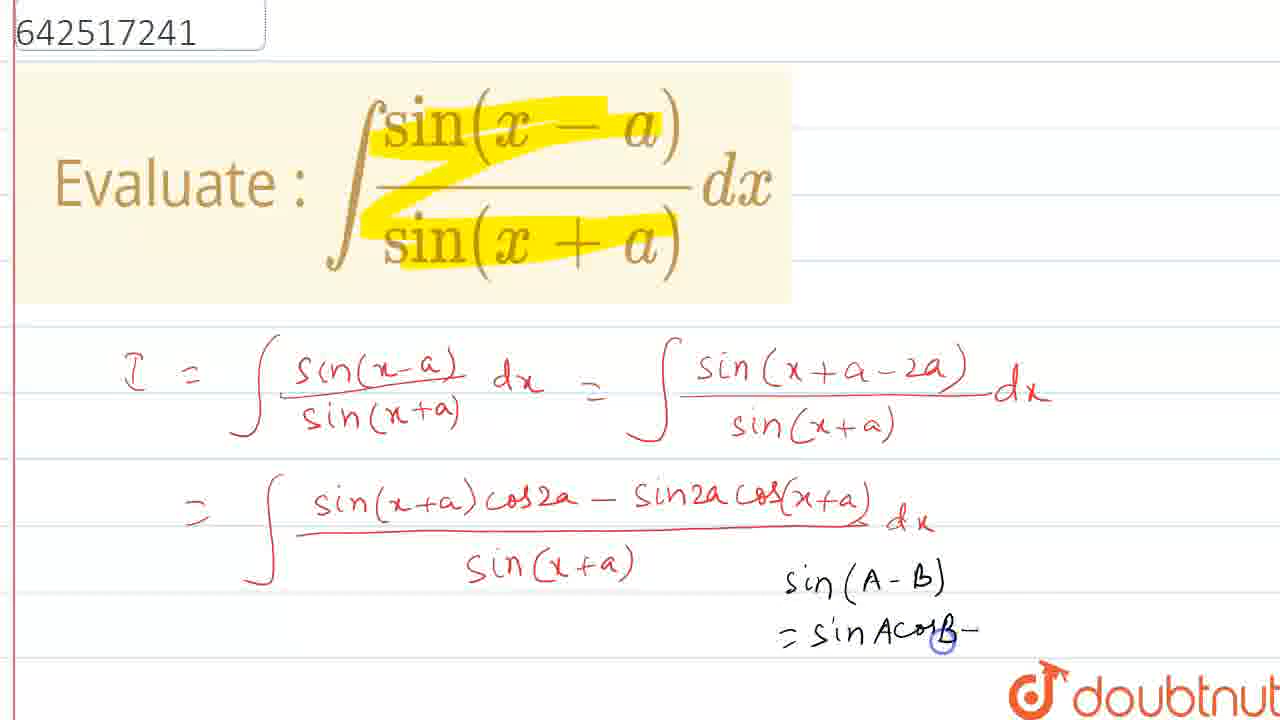 642517241
Evaluate : ∫ sin(x − a) / sin(x + a) dx
I = ∫ sin(x-a) / sin(x+a) dx = ∫ sin(x+a-2a) / sin(x+a) dx
= ∫ sin(x+a) cos2a - sin2a cos(x+a) / sin(x+a) dx
sin(A-B)
= sinAcosB-
doubtnut